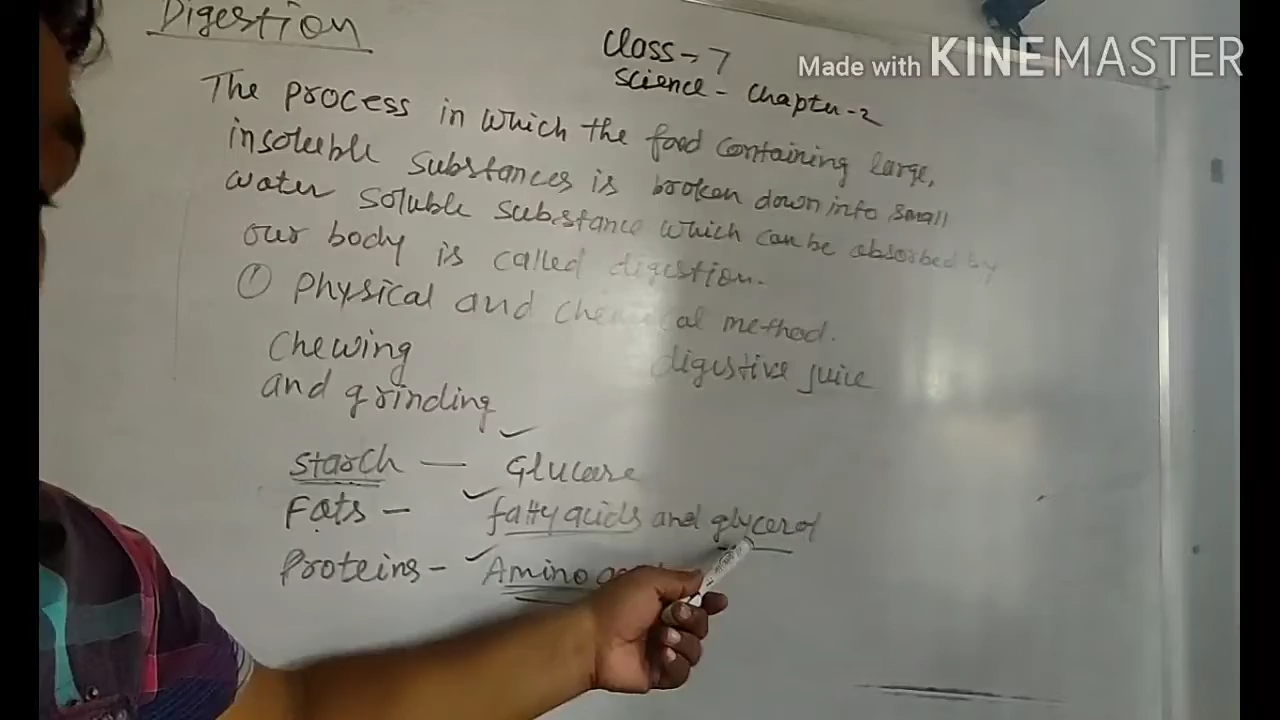 Digestion
Class - 7
Science - Chapter - 2
Made with KINEMASTER
The process in which the food containing large,
insoluble substances is broken down into small
water soluble substance which can be absorbed by
our body is called digestion.
① Physical and chemical method.
Chewing digestive juice
and grinding
Starch — Glucose
Fats - fatty acids and glycerol
Proteins - Amino